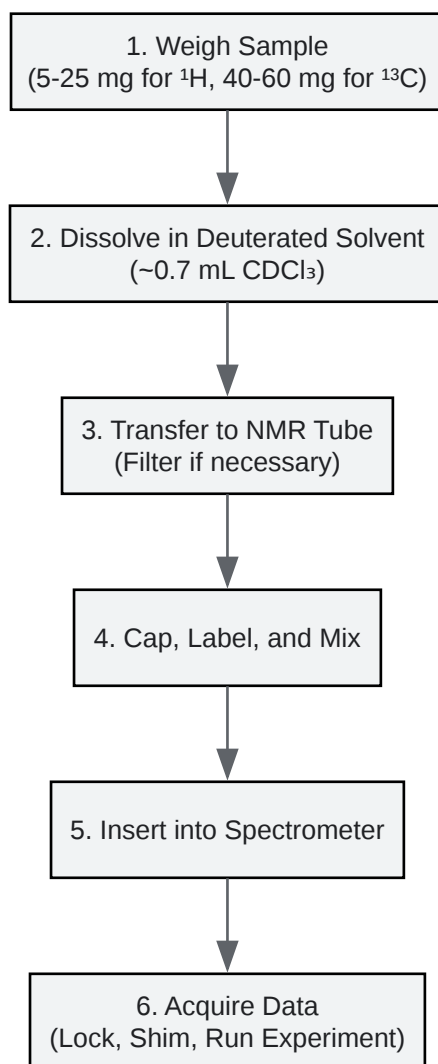 1. Weigh Sample
(5-25 mg for ¹H, 40-60 mg for ¹³C)
2. Dissolve in Deuterated Solvent
(~0.7 mL CDCl₃)
3. Transfer to NMR Tube
(Filter if necessary)
4. Cap, Label, and Mix
5. Insert into Spectrometer
6. Acquire Data
(Lock, Shim, Run Experiment)